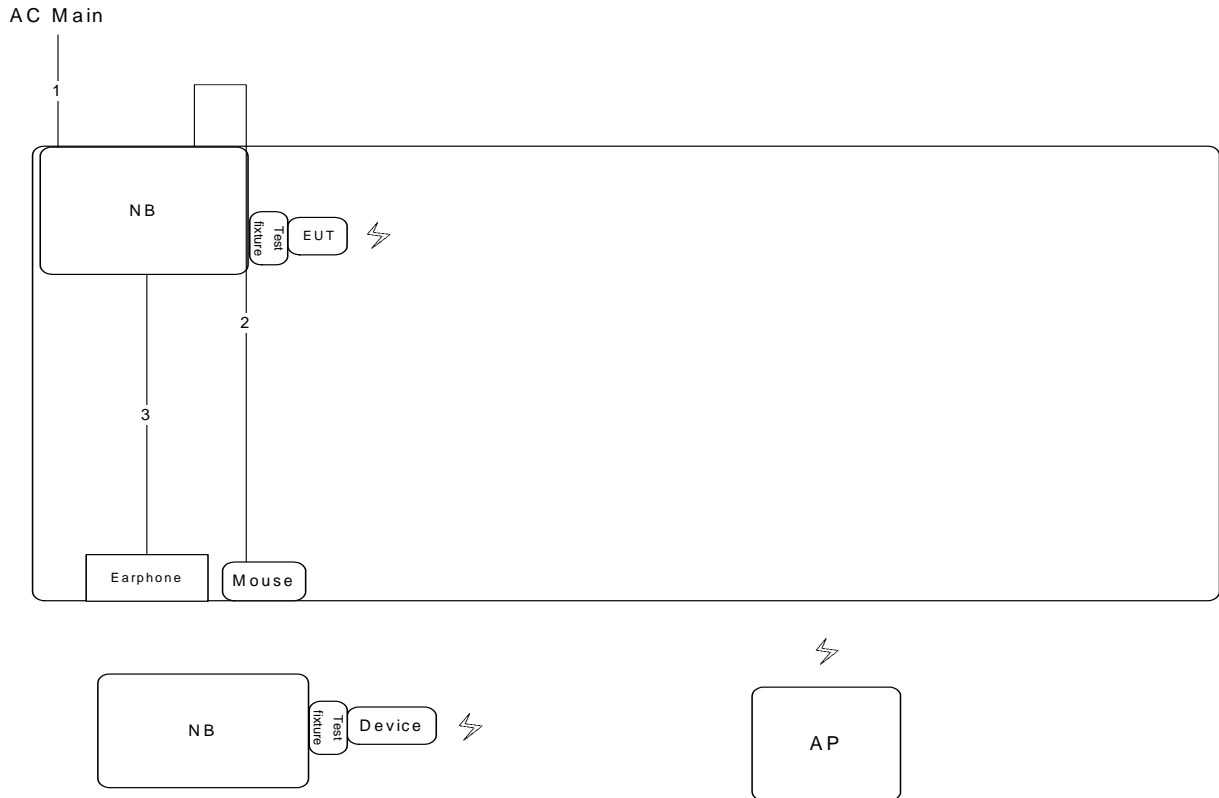 AC Main
1
NB
Test
fixture
EUT
2
3
Earphone
Mouse
NB
Test
fixture
Device
AP